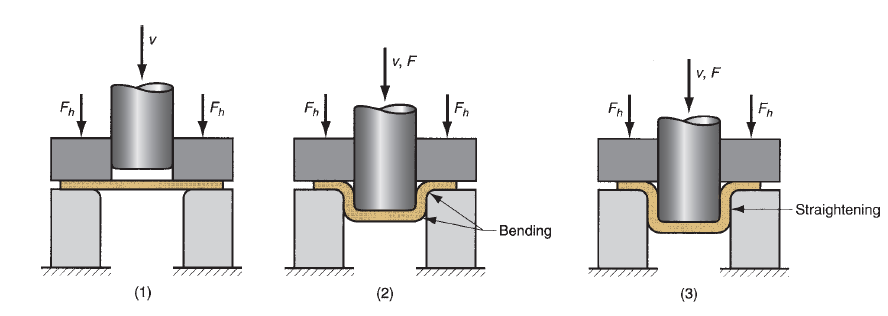 v
F_h F_h
(1)
v, F
F_h F_h
Bending
(2)
v, F
F_h F_h
Straightening
(3)